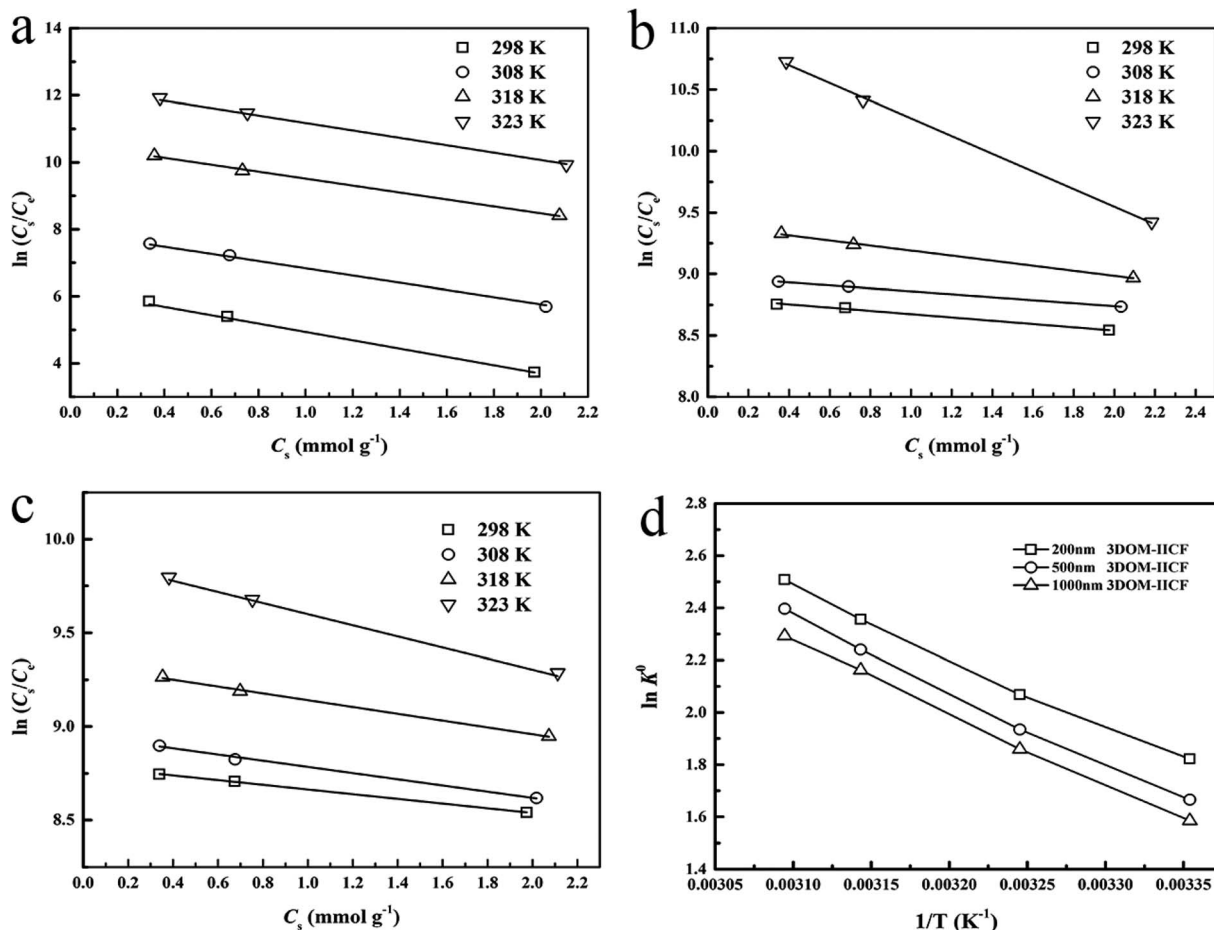 a
298 K
308 K
318 K
323 K
ln (Cs/Ce)
14
12
10
8
6
4
0.0 0.2 0.4 0.6 0.8 1.0 1.2 1.4 1.6 1.8 2.0 2.2
Cs (mmol g-1)
b
298 K
308 K
318 K
323 K
ln (Cs/Ce)
11.0
10.5
10.0
9.5
9.0
8.5
8.0
0.0 0.2 0.4 0.6 0.8 1.0 1.2 1.4 1.6 1.8 2.0 2.2 2.4
Cs (mmol g-1)
c
298 K
308 K
318 K
323 K
ln (Cs/Ce)
10.0
9.5
9.0
8.5
0.0 0.2 0.4 0.6 0.8 1.0 1.2 1.4 1.6 1.8 2.0 2.2
Cs (mmol g-1)
d
200nm 3DOM-IICF
500nm 3DOM-IICF
1000nm 3DOM-IICF
ln K0
2.8
2.6
2.4
2.2
2.0
1.8
1.6
1.4
0.00305 0.00310 0.00315 0.00320 0.00325 0.00330 0.00335
1/T (K-1)